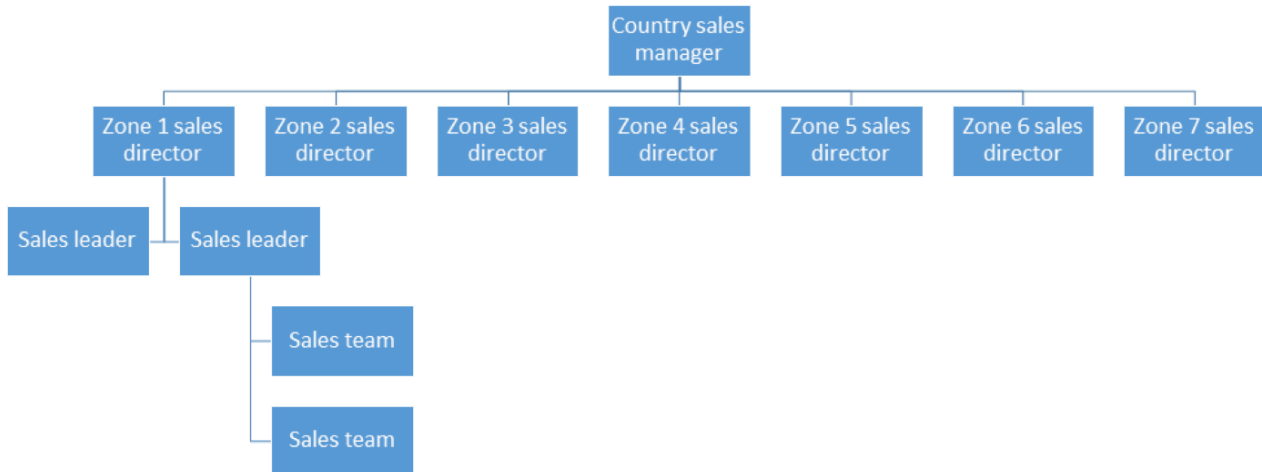 Country sales
manager
Zone 1 sales
director
Zone 2 sales
director
Zone 3 sales
director
Zone 4 sales
director
Zone 5 sales
director
Zone 6 sales
director
Zone 7 sales
director
Sales leader
Sales leader
Sales team
Sales team